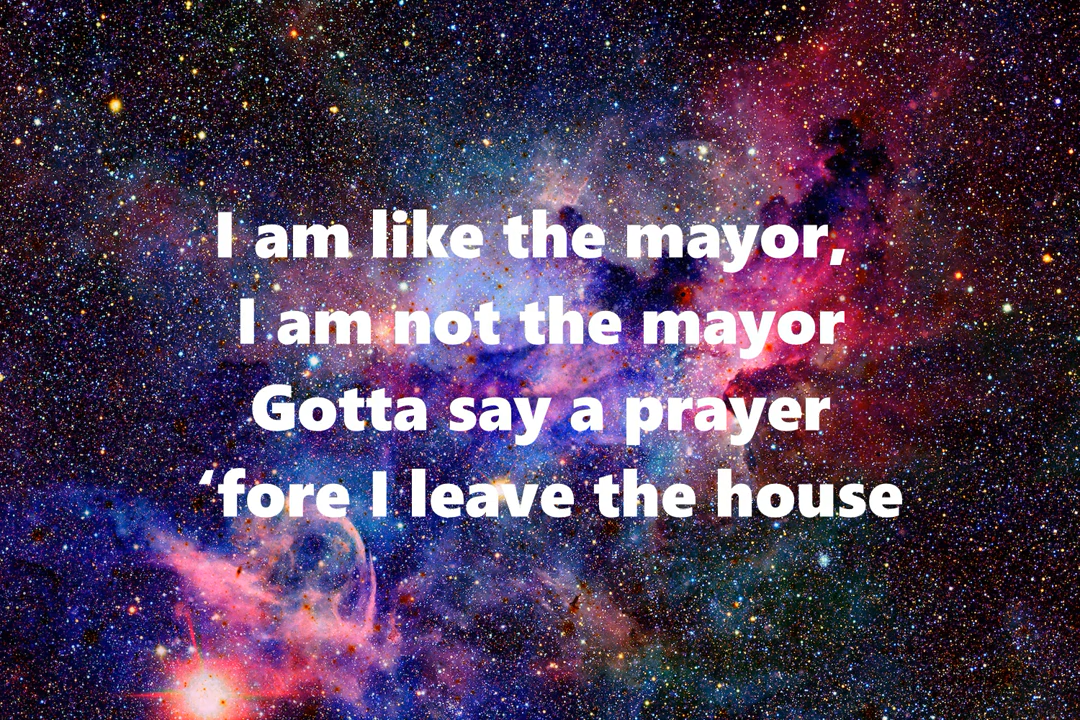 I am like the mayor,
I am not the mayor
Gotta say a prayer
‘fore I leave the house